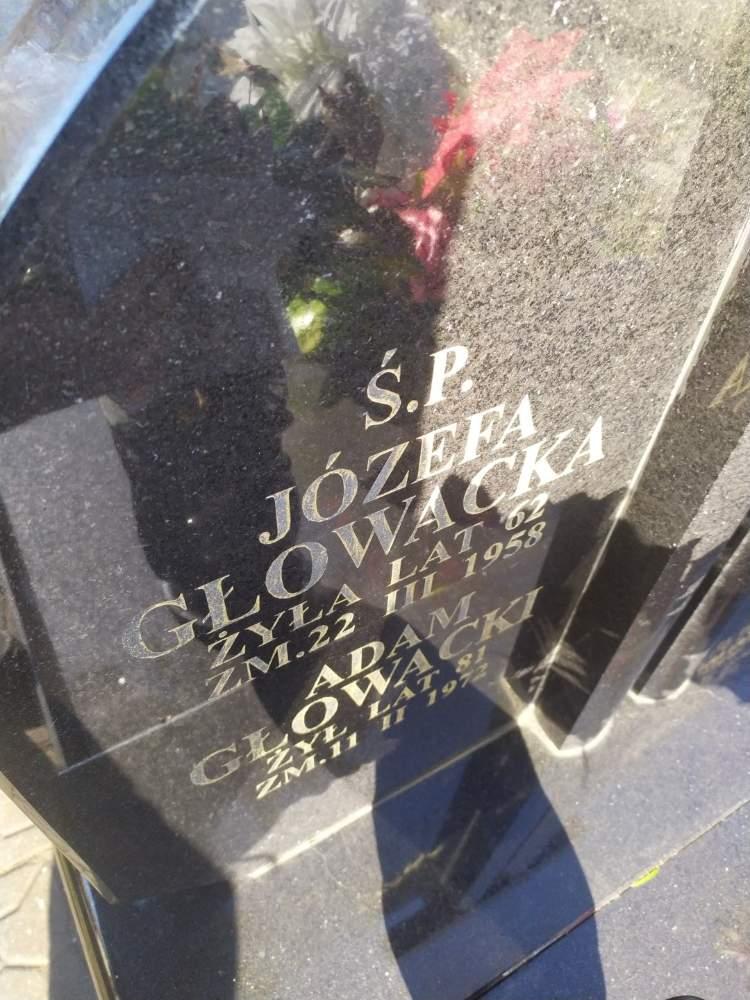 Ś.P.
JÓZEFA
GŁOWACKA
ŻYŁA LAT 62
ZM.22 III 1958
ADAM
GŁOWACKI
ŻYŁ LAT 81
ZM.11 II 1972